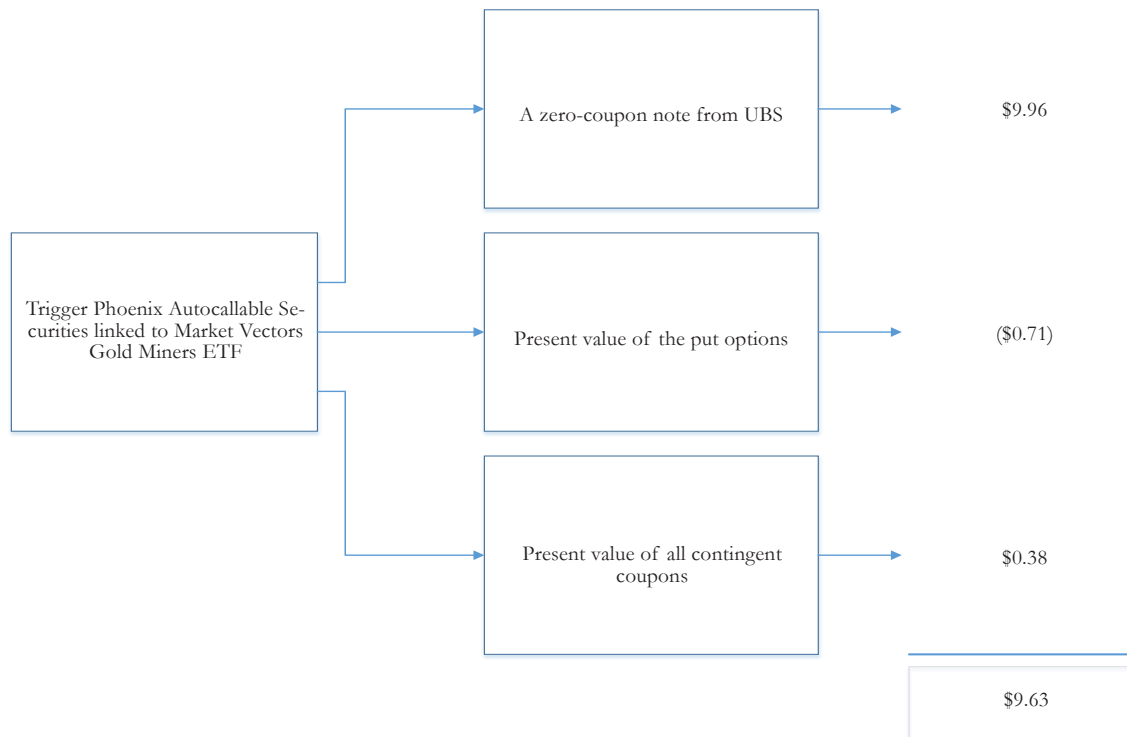 A zero-coupon note from UBS
$9.96
Trigger Phoenix Autocallable Se-
curities linked to Market Vectors
Gold Miners ETF
Present value of the put options
($0.71)
Present value of all contingent
coupons
$0.38
$9.63